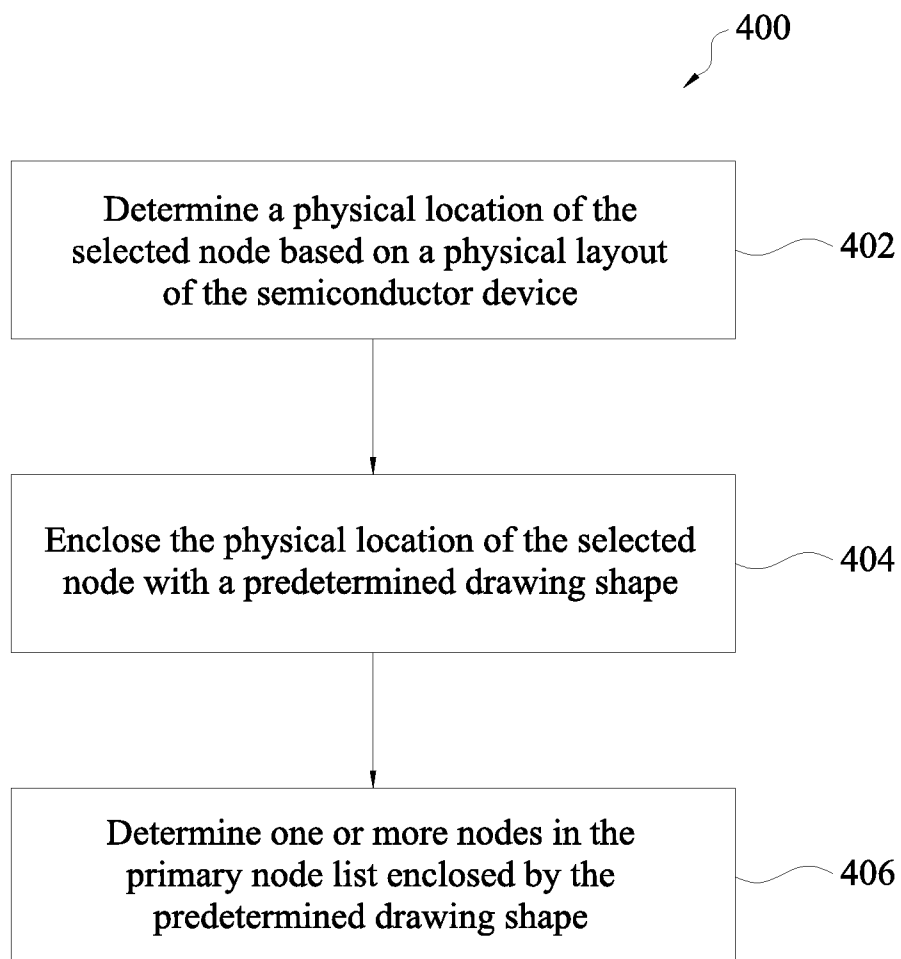 400
Determine a physical location of the
selected node based on a physical layout
of the semiconductor device
402
Enclose the physical location of the selected
node with a predetermined drawing shape
404
Determine one or more nodes in the
primary node list enclosed by the
predetermined drawing shape
406